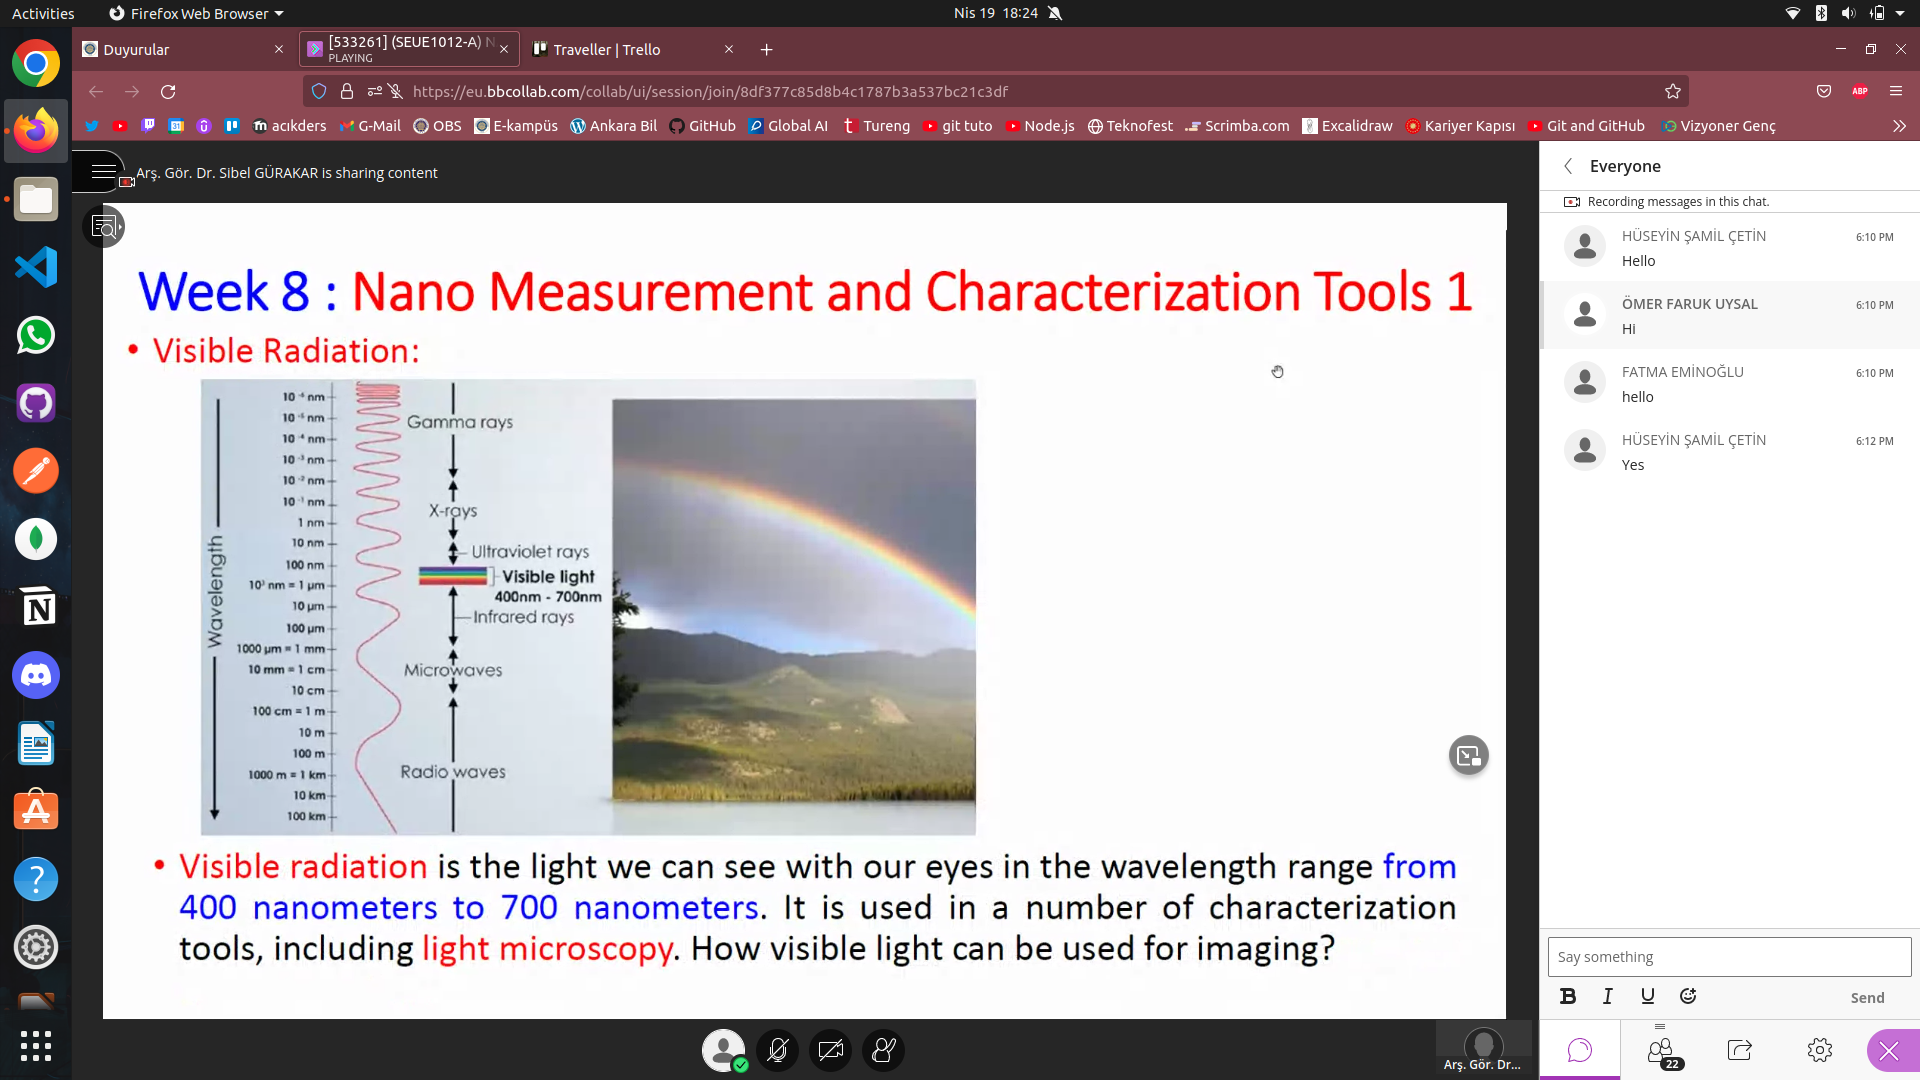 Activities
Firefox Web Browser
Nis 19 18:24
Duyurular
[533261] (SEUE1012-A) N
PLAYING
Traveller | Trello
https://eu.bbcollab.com/collab/ui/session/join/8df377c85d8b4c1787b3a537bc21c3df
ABP
acıkders
G-Mail
OBS
E-kampüs
Ankara Bil
GitHub
Global AI
Tureng
git tuto
Node.js
Teknofest
Scrimba.com
Excalidraw
Kariyer Kapısı
Git and GitHub
Vizyoner Genç
Arş. Gör. Dr. Sibel GÜRAKAR is sharing content
Week 8 : Nano Measurement and Characterization Tools 1
• Visible Radiation:
Wavelength
10⁻⁶ nm
10⁻⁵ nm
10⁻⁴ nm
10⁻³ nm
10⁻² nm
10⁻¹ nm
1 nm
10 nm
100 nm
10³ nm = 1 µm
10 µm
100 µm
1000 µm = 1 mm
10 mm = 1 cm
10 cm
100 cm = 1 m
10 m
100 m
1000 m = 1 km
10 km
100 km
Gamma rays
X-rays
Ultraviolet rays
Visible light
400nm - 700nm
Infrared rays
Microwaves
Radio waves
• Visible radiation is the light we can see with our eyes in the wavelength range from
400 nanometers to 700 nanometers. It is used in a number of characterization
tools, including light microscopy. How visible light can be used for imaging?
Arş. Gör. Dr...
Everyone
Recording messages in this chat.
HÜSEYİN ŞAMİL ÇETİN 6:10 PM
Hello
ÖMER FARUK UYSAL 6:10 PM
Hi
FATMA EMİNOĞLU 6:10 PM
hello
HÜSEYİN ŞAMİL ÇETİN 6:12 PM
Yes
Say something
B I U
Send
22